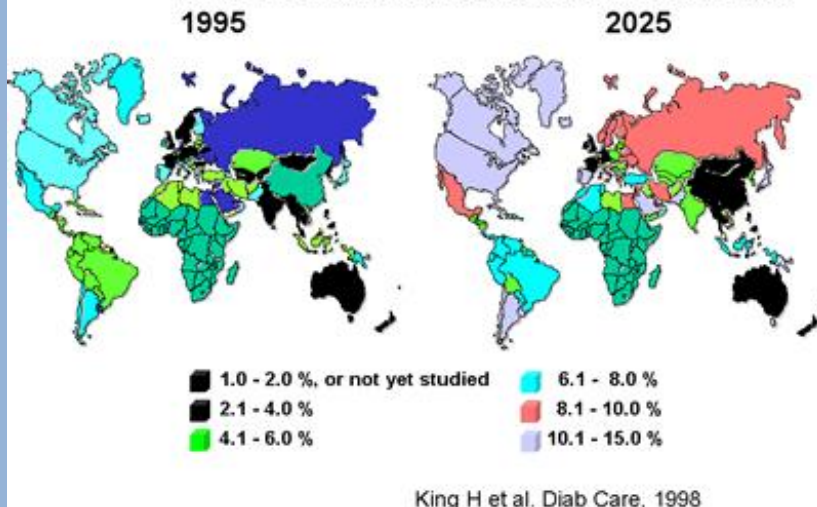 1995 2025
1.0 - 2.0 %, or not yet studied 6.1 - 8.0 %
2.1 - 4.0 % 8.1 - 10.0 %
4.1 - 6.0 % 10.1 - 15.0 %
King H et al. Diab Care, 1998